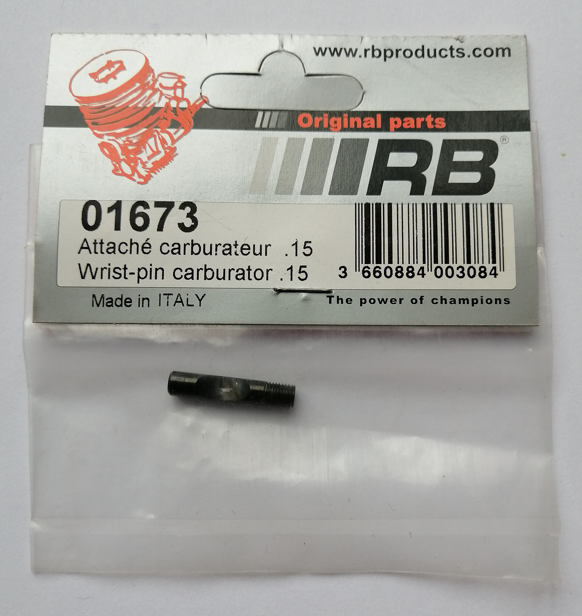 www.rbproducts.com
Original parts
RB®
01673
Attaché carburateur .15
Wrist-pin carburator .15
3 660884 003084
Made in ITALY
The power of champions